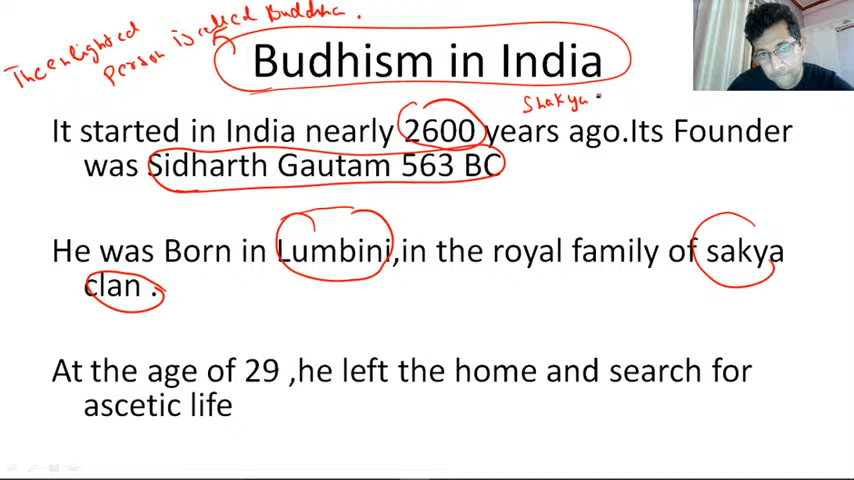 The enlighted
person is called Buddha.
Budhism in India
Shakya
It started in India nearly 2600 years ago.Its Founder
was Sidharth Gautam 563 BC
He was Born in Lumbini,in the royal family of sakya
clan .
At the age of 29 ,he left the home and search for
ascetic life